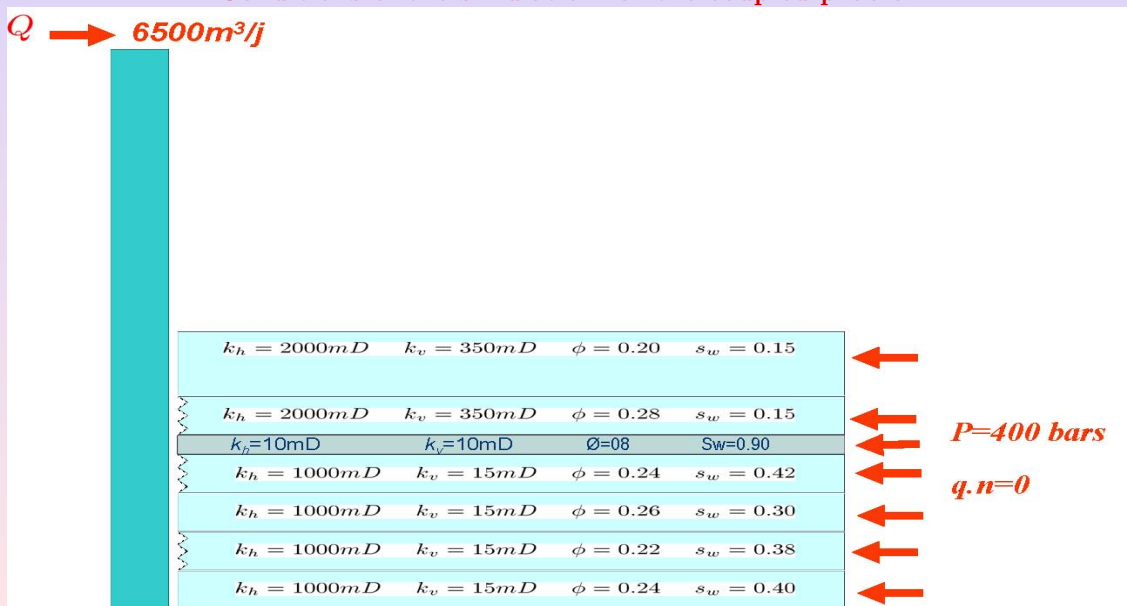 Q 6500m³/j
k_h = 2000mD k_v = 350mD ϕ = 0.20 s_w = 0.15
k_h = 2000mD k_v = 350mD ϕ = 0.28 s_w = 0.15
k_h=10mD k_v=10mD Ø=08 Sw=0.90
P=400 bars
k_h = 1000mD k_v = 15mD ϕ = 0.24 s_w = 0.42
q.n=0
k_h = 1000mD k_v = 15mD ϕ = 0.26 s_w = 0.30
k_h = 1000mD k_v = 15mD ϕ = 0.22 s_w = 0.38
k_h = 1000mD k_v = 15mD ϕ = 0.24 s_w = 0.40